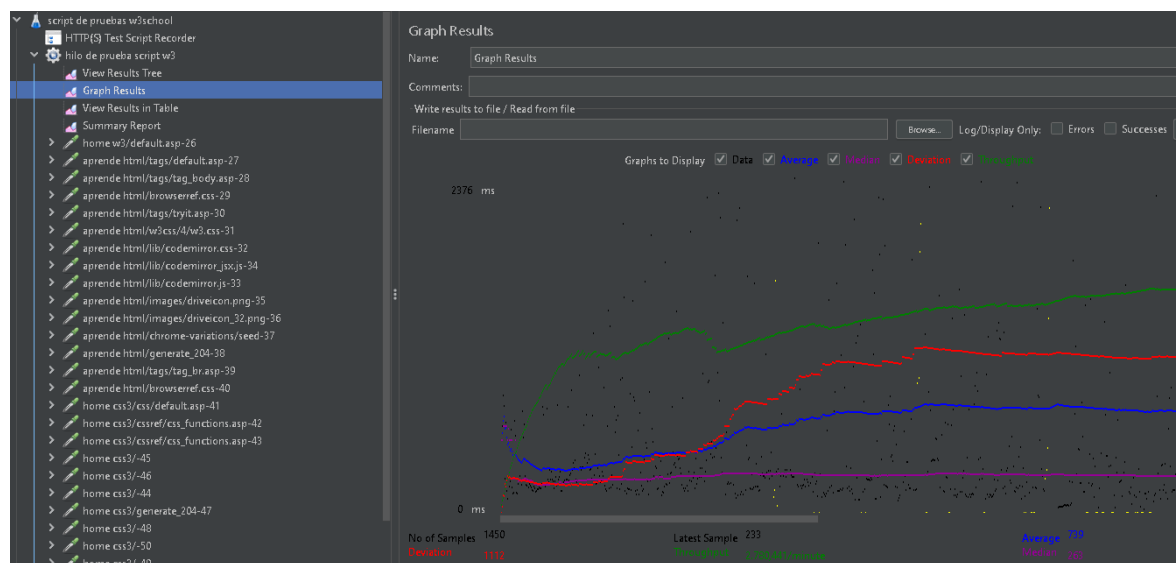 script de pruebas w3school
HTTP(S) Test Script Recorder
hilo de prueba script w3
View Results Tree
Graph Results
View Results in Table
Summary Report
home w3/default.asp-26
aprende html/tags/default.asp-27
aprende html/tags/tag_body.asp-28
aprende html/browserref.css-29
aprende html/tags/tryit.asp-30
aprende html/w3css/4/w3.css-31
aprende html/lib/codemirror.css-32
aprende html/lib/codemirror_jsx.js-34
aprende html/lib/codemirror.js-33
aprende html/images/driveicon.png-35
aprende html/images/driveicon_32.png-36
aprende html/chrome-variations/seed-37
aprende html/generate_204-38
aprende html/tags/tag_br.asp-39
aprende html/browserref.css-40
home css3/css/default.asp-41
home css3/cssref/css_functions.asp-42
home css3/cssref/css_functions.asp-43
home css3/-45
home css3/-46
home css3/-44
home css3/generate_204-47
home css3/-48
home css3/-50
Graph Results
Name: Graph Results
Comments:
Write results to file / Read from file
Filename Browse... Log/Display Only: Errors Successes
Graphs to Display Data Average Median Deviation Throughput
2376 ms
0 ms
No of Samples 1450 Latest Sample 233 Average 739
Deviation 1112 Throughput